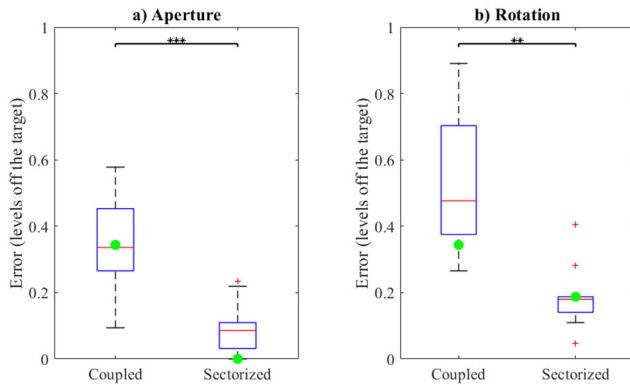 a) Aperture
b) Rotation
***
**
1
0.8
0.6
0.4
0.2
0
Error (levels off the target)
Coupled
Sectorized
1
0.8
0.6
0.4
0.2
0
Error (levels off the target)
Coupled
Sectorized